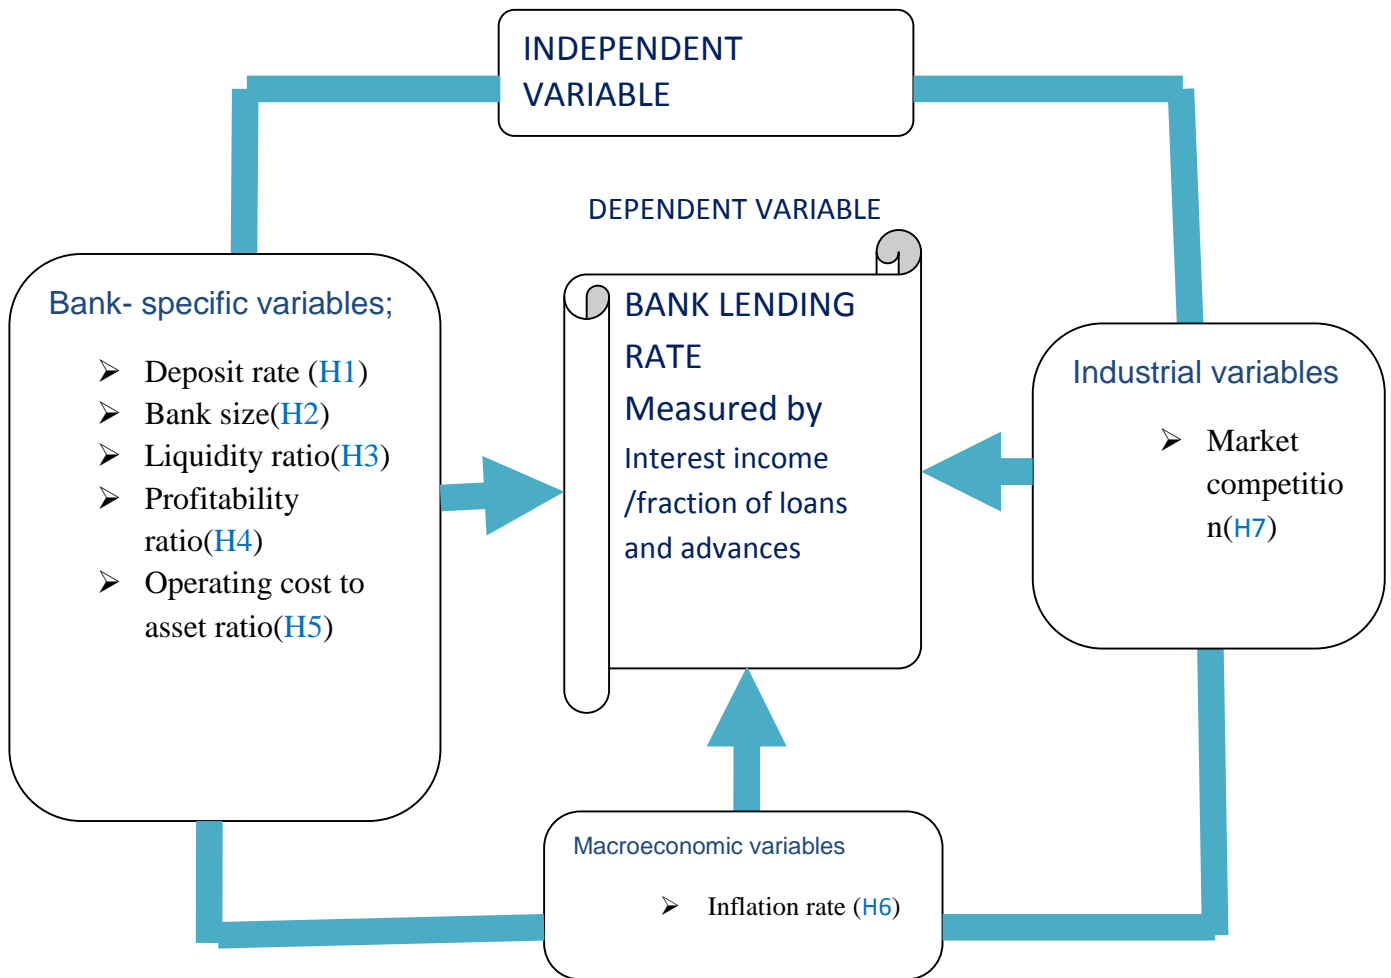 INDEPENDENT
VARIABLE
DEPENDENT VARIABLE
Bank- specific variables;
➢ Deposit rate (H1)
➢ Bank size(H2)
➢ Liquidity ratio(H3)
➢ Profitability
ratio(H4)
➢ Operating cost to
asset ratio(H5)
BANK LENDING
RATE
Measured by
Interest income
/fraction of loans
and advances
Industrial variables
➢ Market
competitio
n(H7)
Macroeconomic variables
➢ Inflation rate (H6)